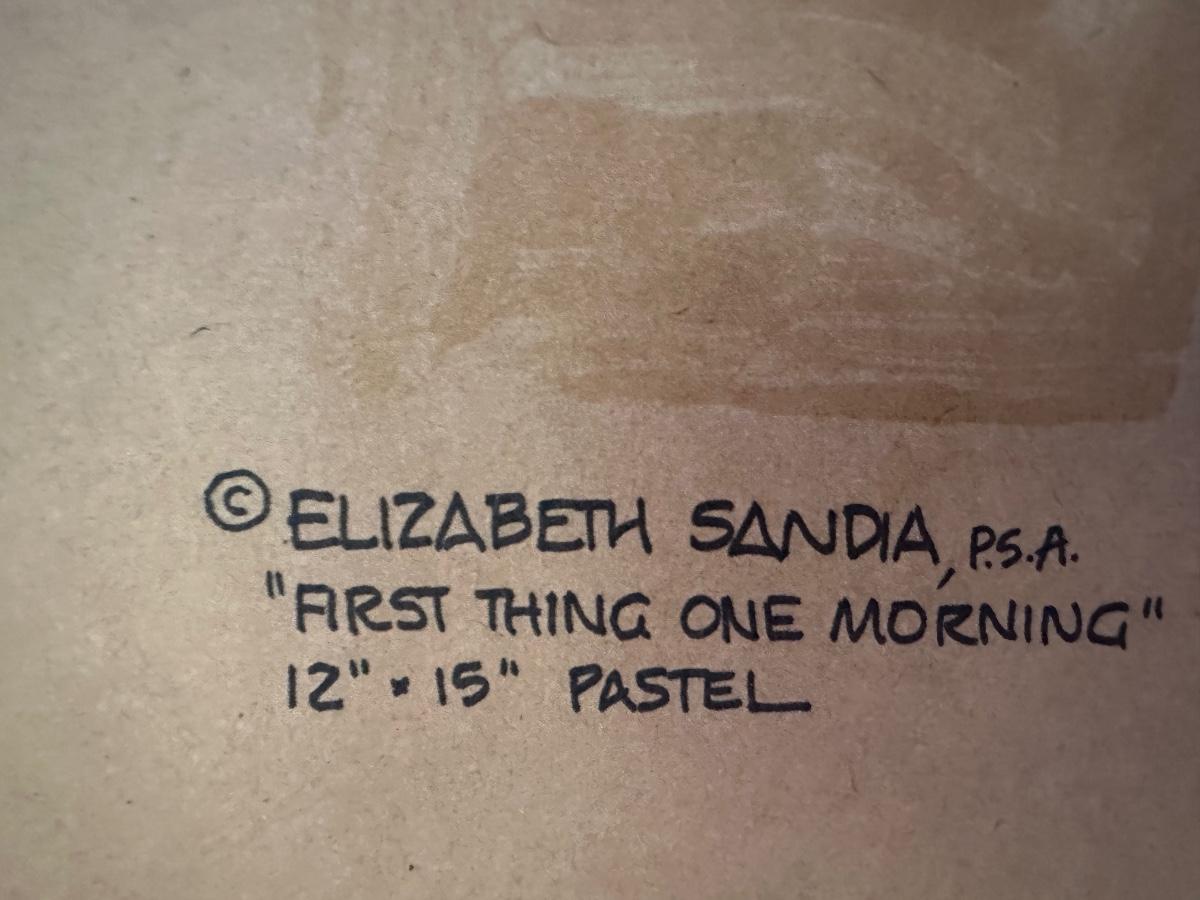 © ELIZABETH SANDIA, P.S.A.
"FIRST THING ONE MORNING"
12" x 15" PASTEL